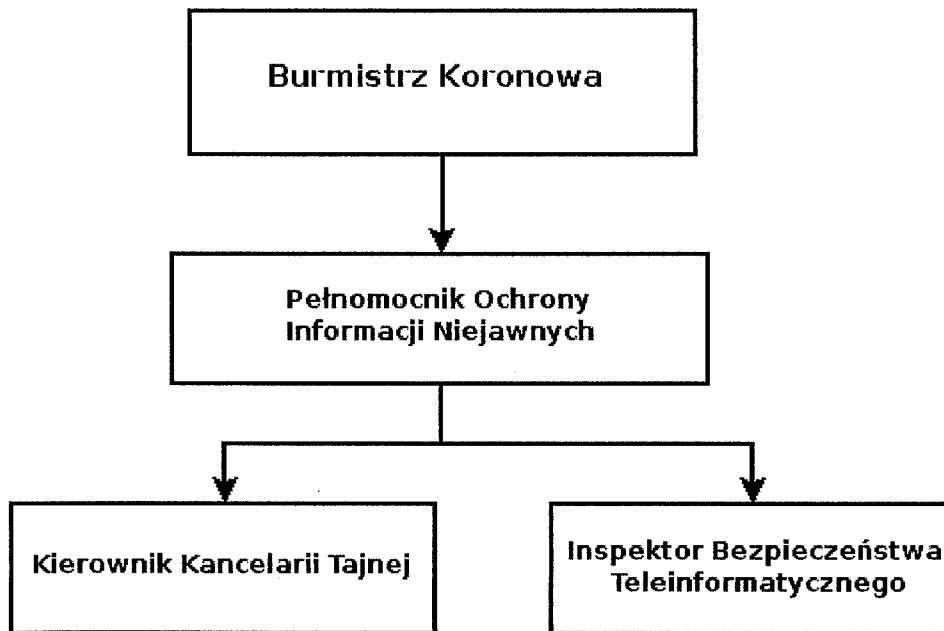 Burmistrz Koronowa
Pełnomocnik Ochrony
Informacji Niejawnych
Kierownik Kancelarii Tajnej
Inspektor Bezpieczeństwa
Teleinformatycznego